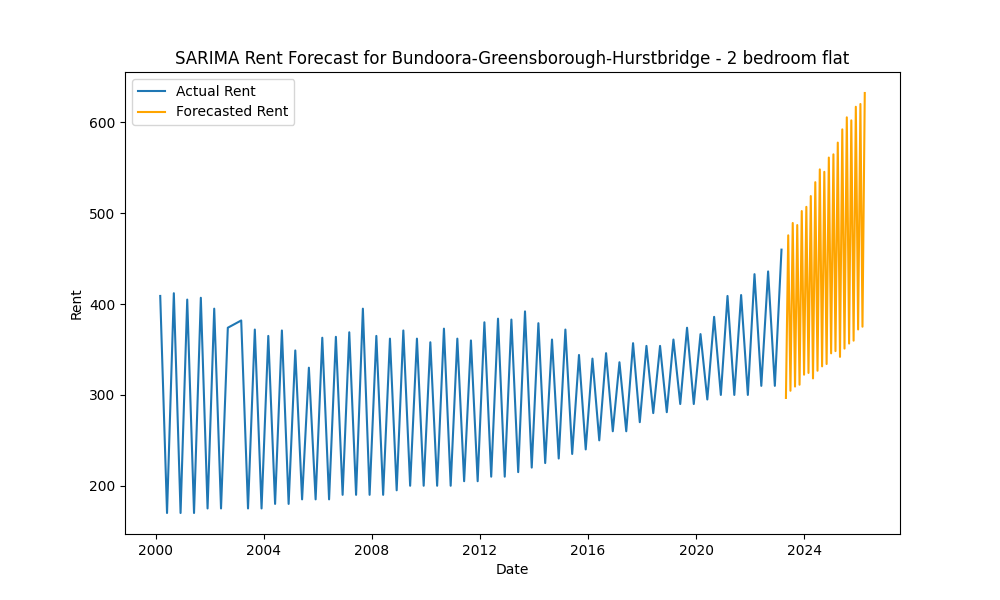 SARIMA Rent Forecast for Bundoora-Greensborough-Hurstbridge - 2 bedroom flat
Actual Rent
Forecasted Rent
600
500
400
300
200
Rent
2000 2004 2008 2012 2016 2020 2024
Date